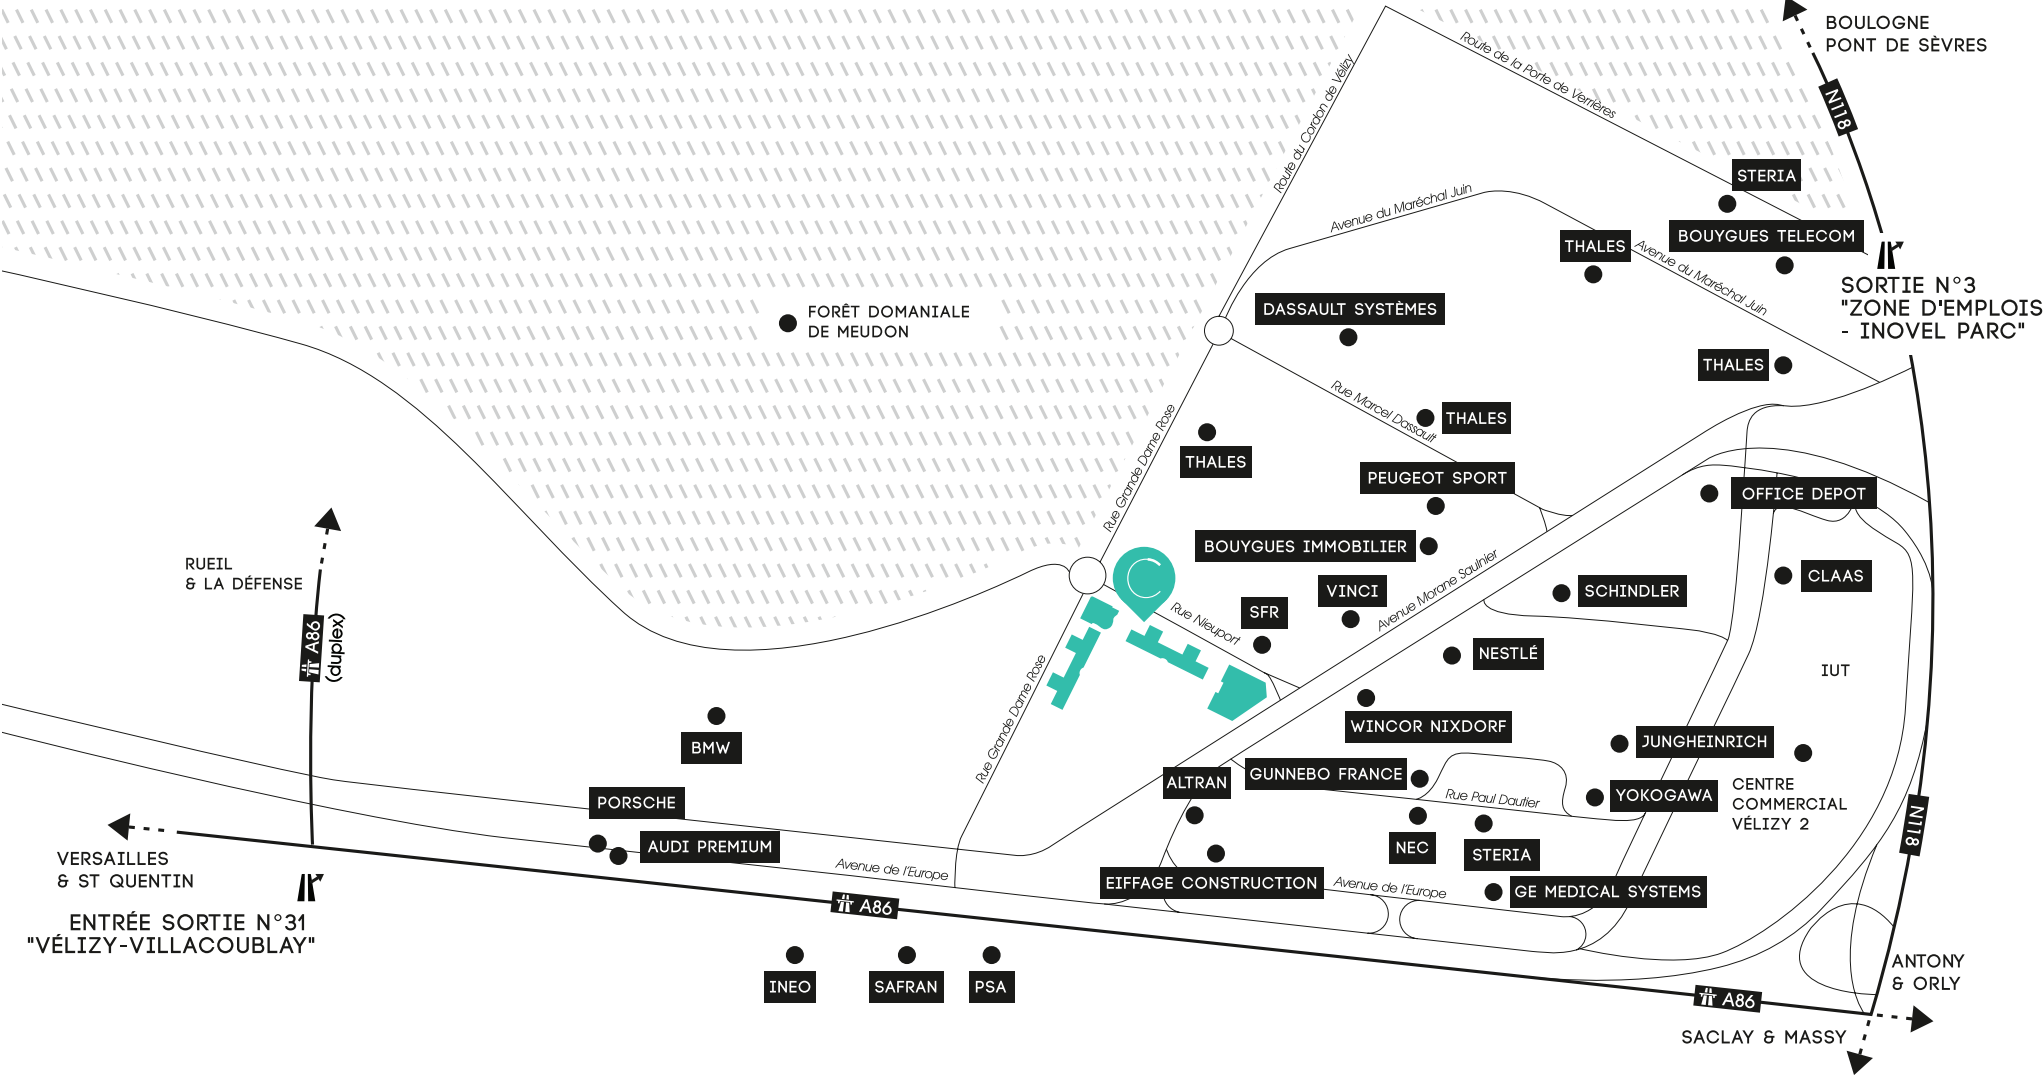 BOULOGNE
PONT DE SÈVRES
N118
Route de la Porte de Verrières
Route du Cordon de Vélizy
STERIA
Avenue du Maréchal Juin
BOUYGUES TELECOM
THALES
Avenue du Maréchal Juin
SORTIE N°3
"ZONE D'EMPLOIS
- INOVEL PARC"
DASSAULT SYSTÈMES
FORÊT DOMANIALE
DE MEUDON
THALES
Rue Marcel Dassault
THALES
Rue Grande Dame Rose
THALES
PEUGEOT SPORT
OFFICE DEPOT
BOUYGUES IMMOBILIER
Avenue Morane Saulnier
RUEIL
& LA DÉFENSE
A86
(duplex)
VINCI
SCHINDLER
CLAAS
SFR
Rue Nieuport
NESTLÉ
IUT
Rue Grande Dame Rose
WINCOR NIXDORF
JUNGHEINRICH
BMW
GUNNEBO FRANCE
ALTRAN
YOKOGAWA
CENTRE
COMMERCIAL
VÉLIZY 2
Rue Paul Dautier
PORSCHE
N118
AUDI PREMIUM
NEC
STERIA
VERSAILLES
& ST QUENTIN
Avenue de l'Europe
EIFFAGE CONSTRUCTION
Avenue de l'Europe
GE MEDICAL SYSTEMS
A86
ENTRÉE SORTIE N°31
"VÉLIZY-VILLACOUBLAY"
INEO
SAFRAN
PSA
ANTONY
& ORLY
A86
SACLAY & MASSY